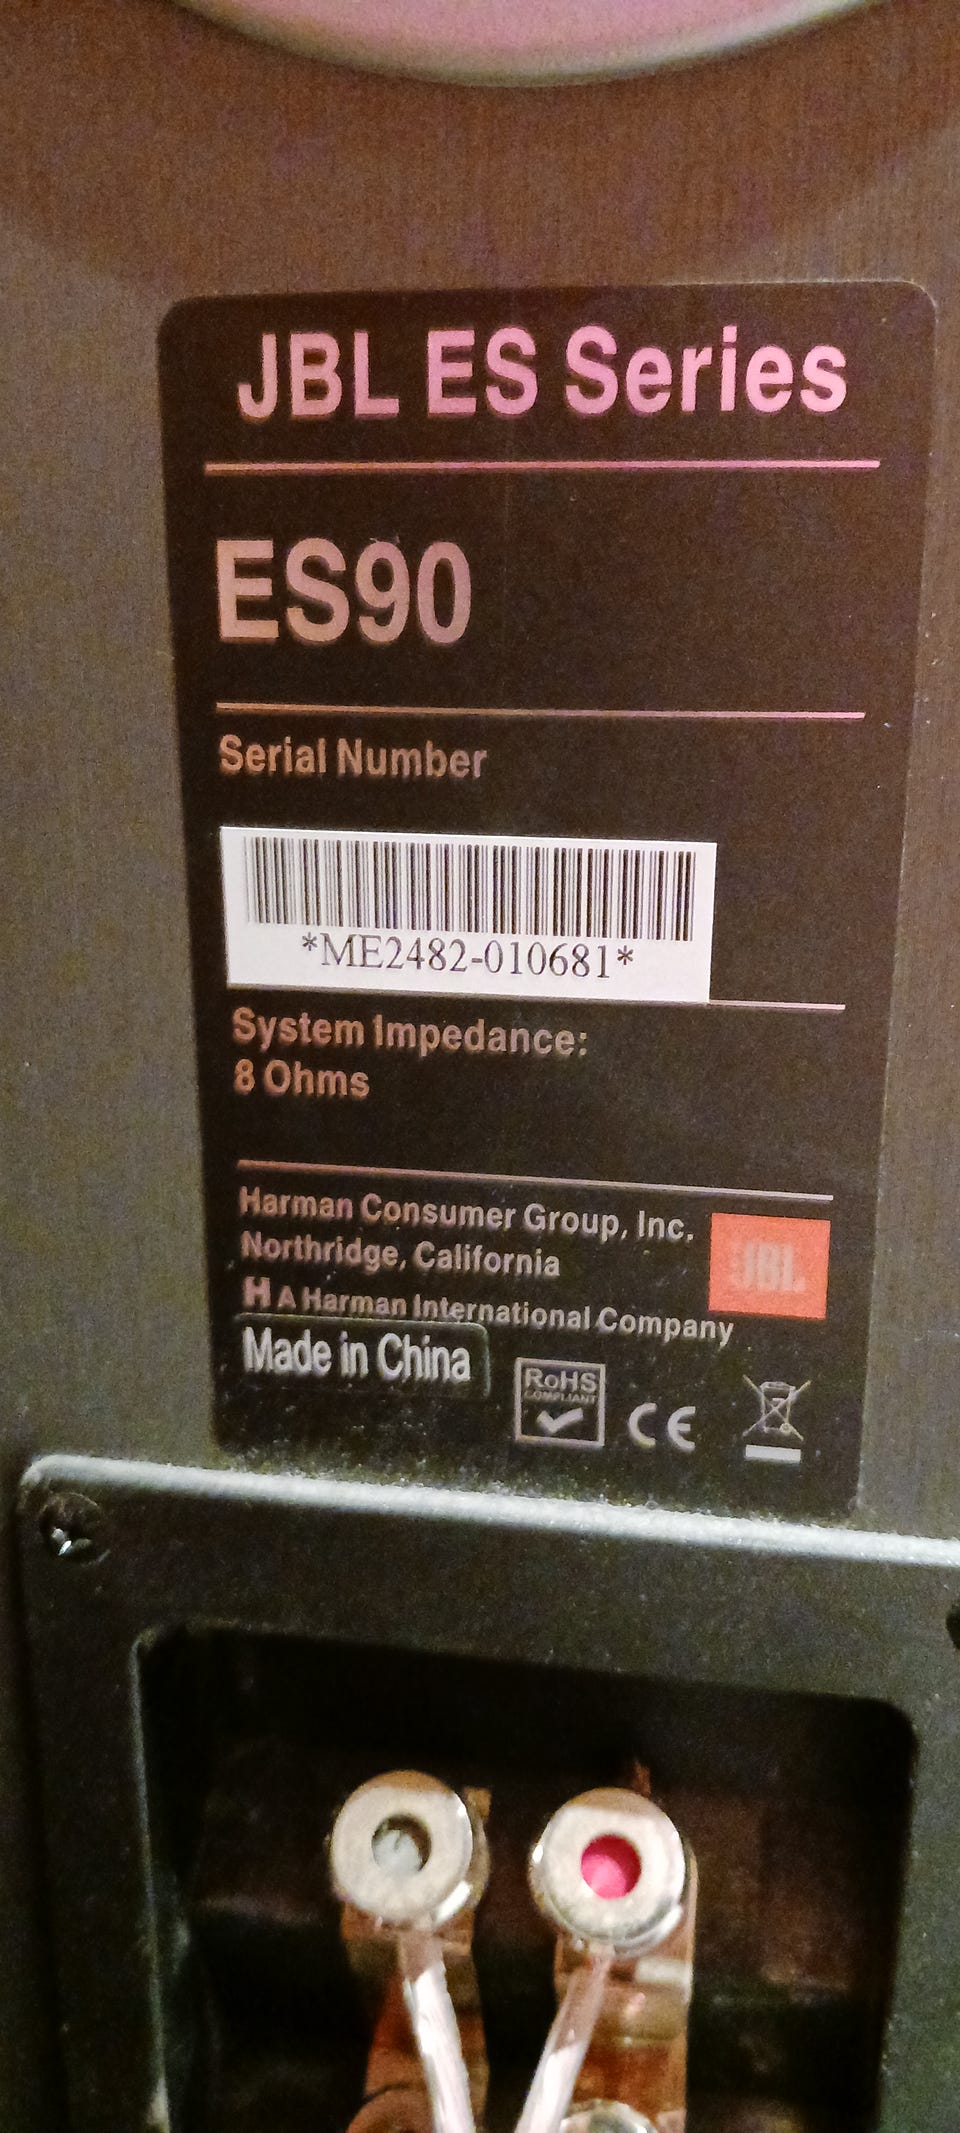 JBL ES Series
ES90
Serial Number
*ME2482-010681*
System Impedance:
8 Ohms
Harman Consumer Group, Inc.
Northridge, California
H A Harman International Company
JBL
Made in China
RoHS
COMPLIANT
CE